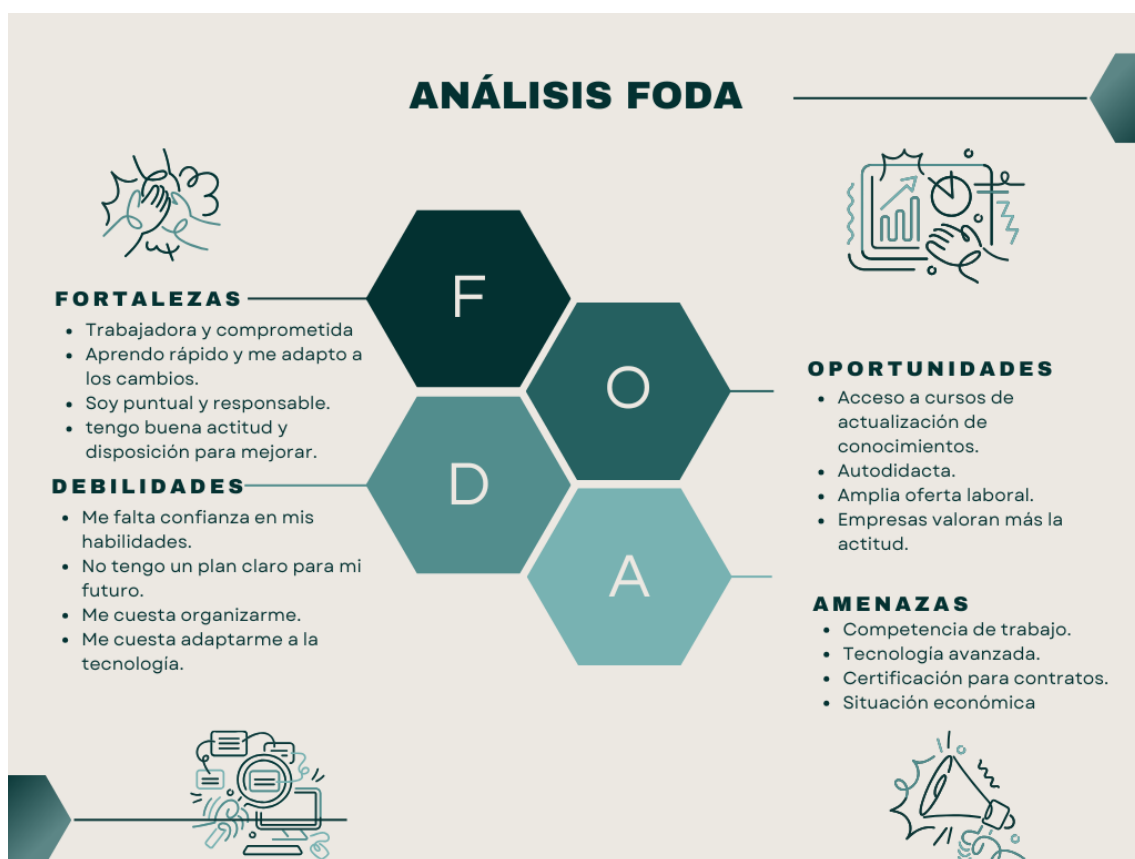 ANÁLISIS FODA
F
FORTALEZAS
• Trabajadora y comprometida
• Aprendo rápido y me adapto a
los cambios.
• Soy puntual y responsable.
• tengo buena actitud y
disposición para mejorar.
O
OPORTUNIDADES
• Acceso a cursos de
actualización de
conocimientos.
• Autodidacta.
• Amplia oferta laboral.
• Empresas valoran más la
actitud.
D
DEBILIDADES
• Me falta confianza en mis
habilidades.
• No tengo un plan claro para mi
futuro.
• Me cuesta organizarme.
• Me cuesta adaptarme a la
tecnología.
A
AMENAZAS
• Competencia de trabajo.
• Tecnología avanzada.
• Certificación para contratos.
• Situación económica